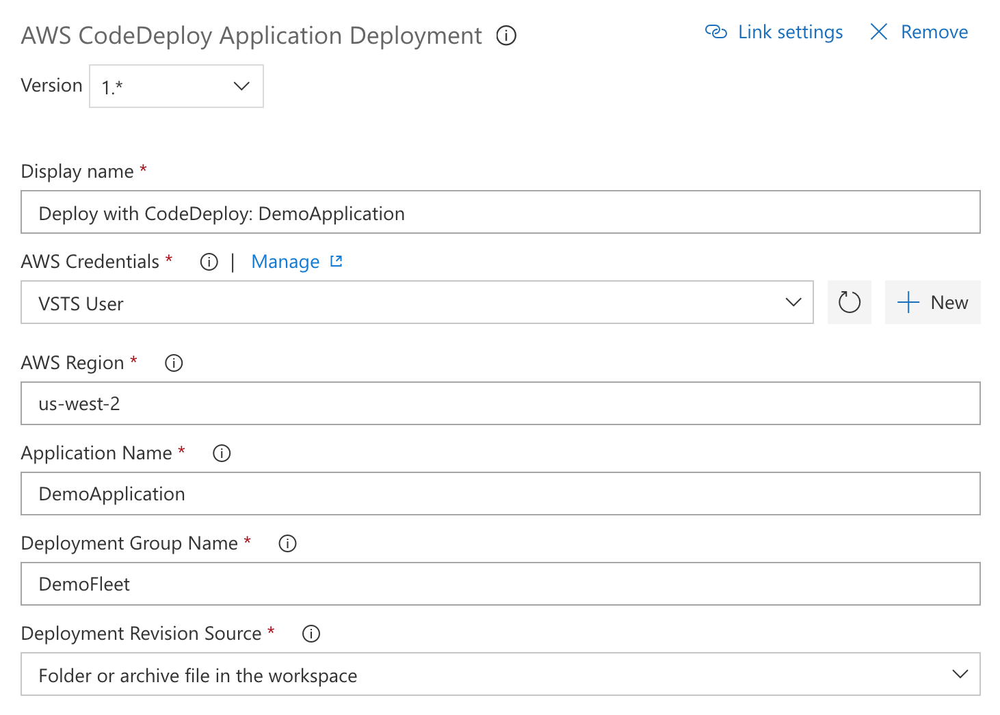 AWS CodeDeploy Application Deployment
Link settings
Remove
Version
1.*
Display name *
Deploy with CodeDeploy: DemoApplication
AWS Credentials *
| Manage
VSTS User
New
AWS Region *
us-west-2
Application Name *
DemoApplication
Deployment Group Name *
DemoFleet
Deployment Revision Source *
Folder or archive file in the workspace